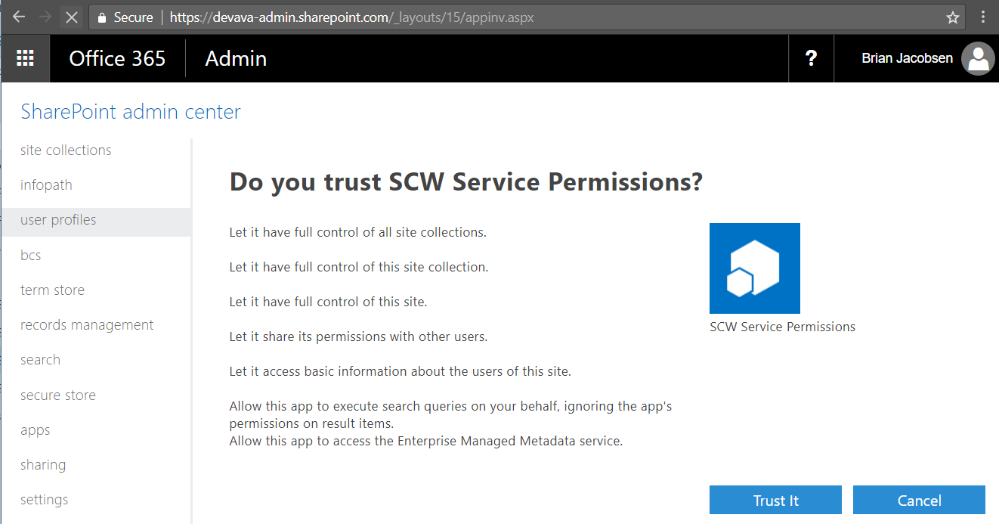 Secure https://devava-admin.sharepoint.com/_layouts/15/appinv.aspx
Office 365 Admin ? Brian Jacobsen
SharePoint admin center
site collections
infopath
user profiles
bcs
term store
records management
search
secure store
apps
sharing
settings
Do you trust SCW Service Permissions?
Let it have full control of all site collections.
Let it have full control of this site collection.
Let it have full control of this site.
Let it share its permissions with other users.
Let it access basic information about the users of this site.
Allow this app to execute search queries on your behalf, ignoring the app's
permissions on result items.
Allow this app to access the Enterprise Managed Metadata service.
SCW Service Permissions
Trust It Cancel